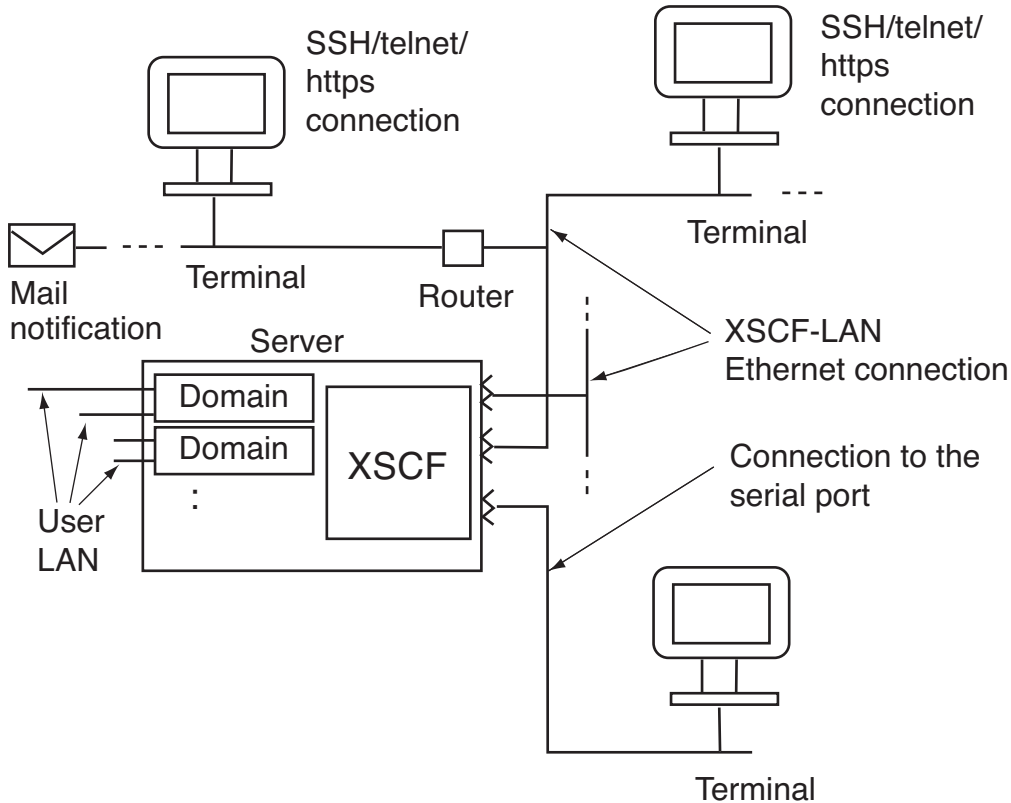 SSH/telnet/
https
connection
SSH/telnet/
https
connection
Terminal
Mail
notification
Terminal
Router
Server
XSCF-LAN
Ethernet connection
Domain
Domain
:
XSCF
User
LAN
Connection to the
serial port
Terminal